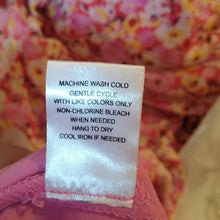 MACHINE WASH COLD
GENTLE CYCLE
WITH LIKE COLORS ONLY
NON-CHLORINE BLEACH
WHEN NEEDED
HANG TO DRY
COOL IRON IF NEEDED